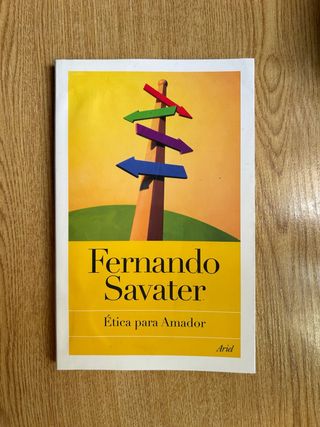 Fernando
Savater
Ética para Amador
Ariel